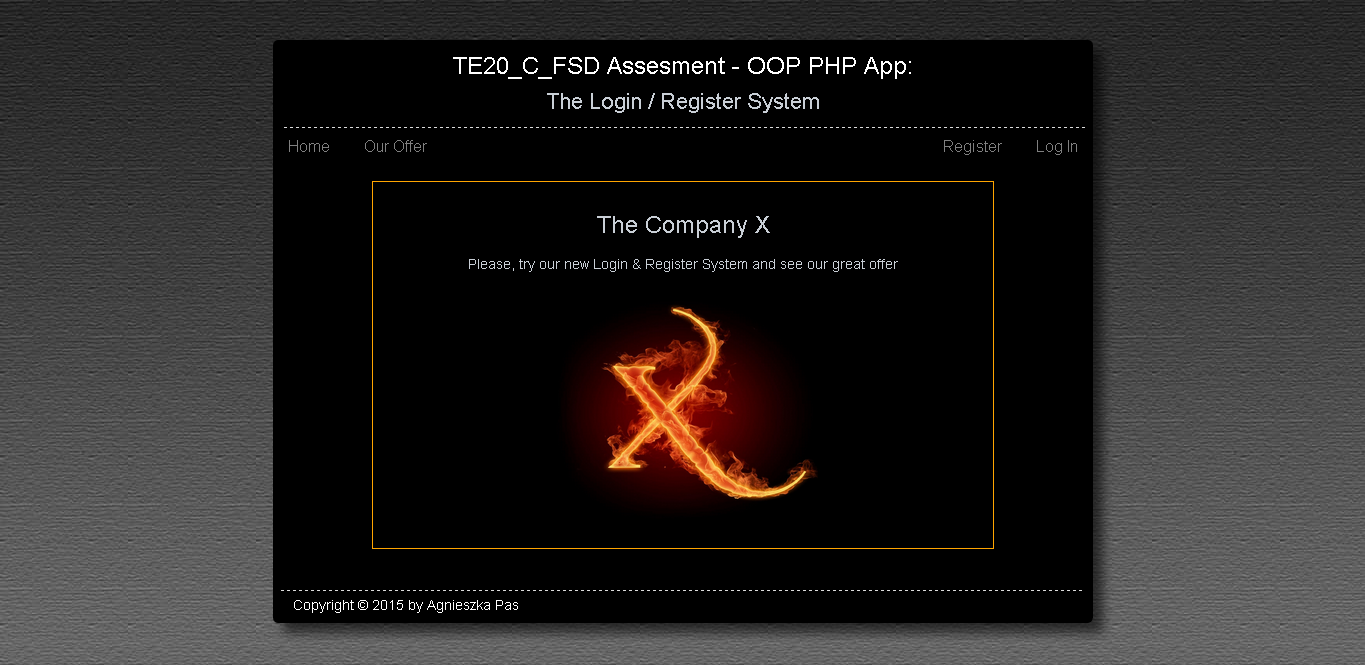 TE20_C_FSD Assesment - OOP PHP App:
The Login / Register System
Home Our Offer Register Log In
The Company X
Please, try our new Login & Register System and see our great offer
X
Copyright © 2015 by Agnieszka Pas